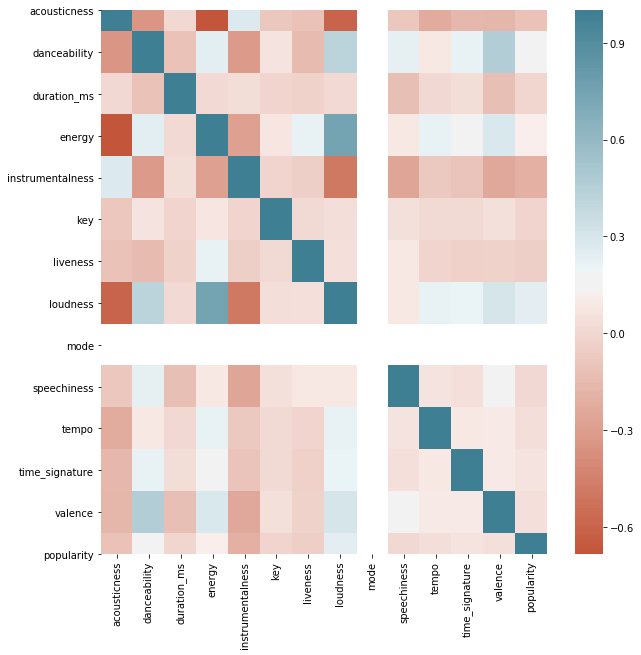 acousticness
danceability
duration_ms
energy
instrumentalness
key
liveness
loudness
mode
speechiness
tempo
time_signature
valence
popularity
acousticness
danceability
duration_ms
energy
instrumentalness
key
liveness
loudness
mode
speechiness
tempo
time_signature
valence
popularity
0.9
0.6
0.3
0.0
−0.3
−0.6